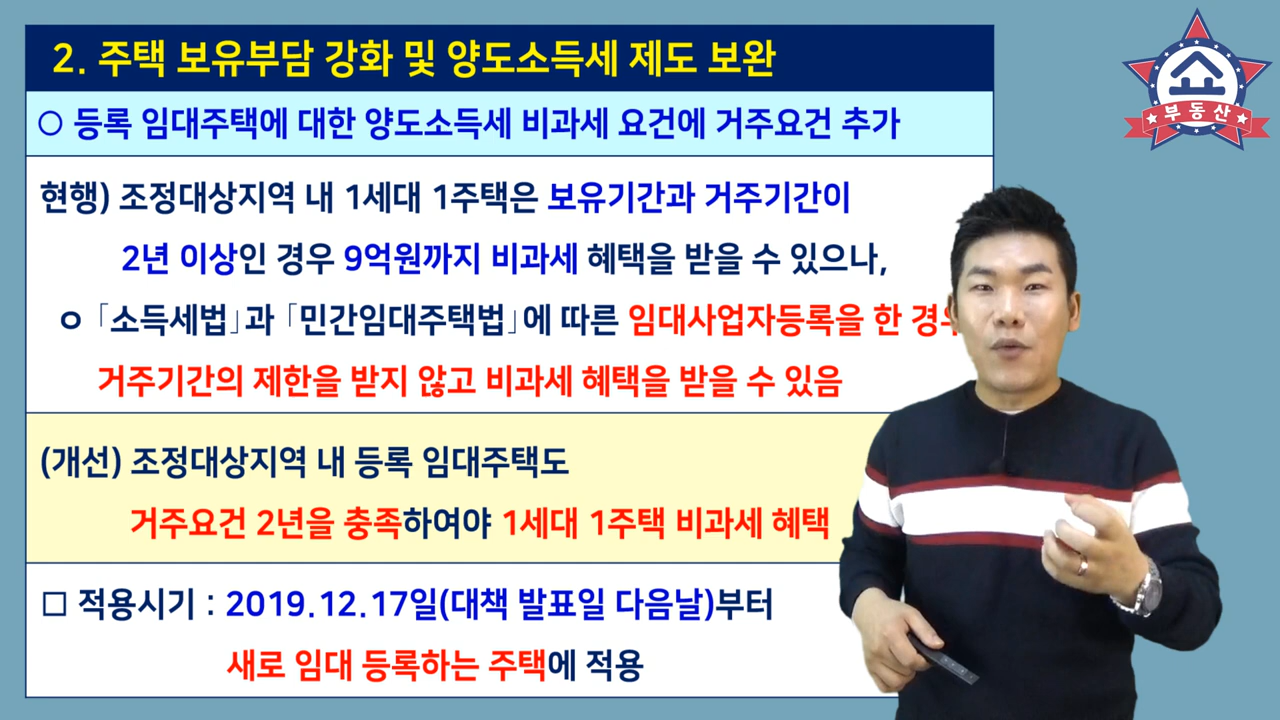 2. 주택 보유부담 강화 및 양도소득세 제도 보완
○ 등록 임대주택에 대한 양도소득세 비과세 요건에 거주요건 추가
현행) 조정대상지역 내 1세대 1주택은 보유기간과 거주기간이
2년 이상인 경우 9억원까지 비과세 혜택을 받을 수 있으나,
ㅇ「소득세법」과 「민간임대주택법」에 따른 임대사업자등록을 한 경우
거주기간의 제한을 받지 않고 비과세 혜택을 받을 수 있음
(개선) 조정대상지역 내 등록 임대주택도
거주요건 2년을 충족하여야 1세대 1주택 비과세 혜택
□ 적용시기 : 2019.12.17일(대책 발표일 다음날)부터
새로 임대 등록하는 주택에 적용
쇼
부동산